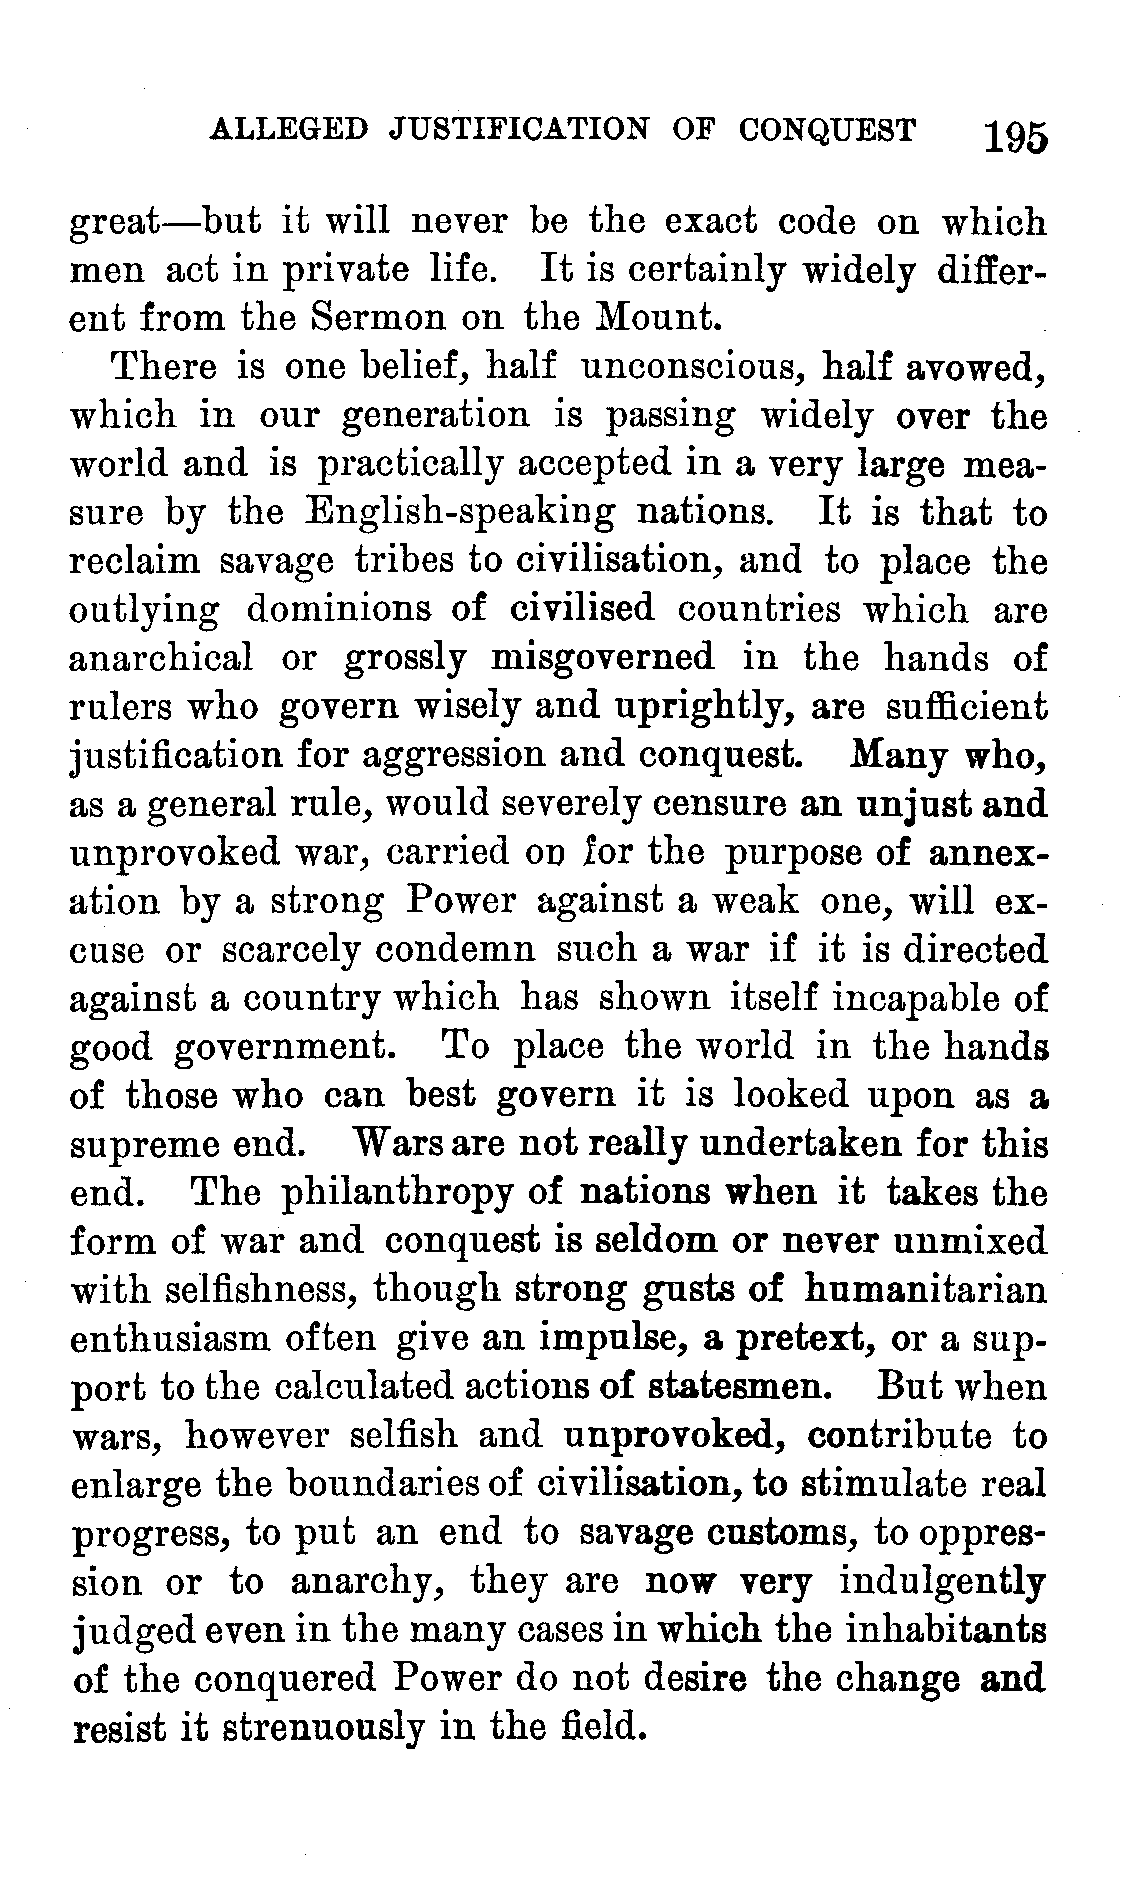 ALLEGED JUSTIFICATION OF CONQUEST 195
great—but it will never be the exact code on which
men act in private life. It is certainly widely differ-
ent from the Sermon on the Mount.
There is one belief, half unconscious, half avowed,
which in our generation is passing widely over the
world and is practically accepted in a very large mea-
sure by the English-speaking nations. It is that to
reclaim savage tribes to civilisation, and to place the
outlying dominions of civilised countries which are
anarchical or grossly misgoverned in the hands of
rulers who govern wisely and uprightly, are sufficient
justification for aggression and conquest. Many who,
as a general rule, would severely censure an unjust and
unprovoked war, carried on for the purpose of annex-
ation by a strong Power against a weak one, will ex-
cuse or scarcely condemn such a war if it is directed
against a country which has shown itself incapable of
good government. To place the world in the hands
of those who can best govern it is looked upon as a
supreme end. Wars are not really undertaken for this
end. The philanthropy of nations when it takes the
form of war and conquest is seldom or never unmixed
with selfishness, though strong gusts of humanitarian
enthusiasm often give an impulse, a pretext, or a sup-
port to the calculated actions of statesmen. But when
wars, however selfish and unprovoked, contribute to
enlarge the boundaries of civilisation, to stimulate real
progress, to put an end to savage customs, to oppres-
sion or to anarchy, they are now very indulgently
judged even in the many cases in which the inhabitants
of the conquered Power do not desire the change and
resist it strenuously in the field.